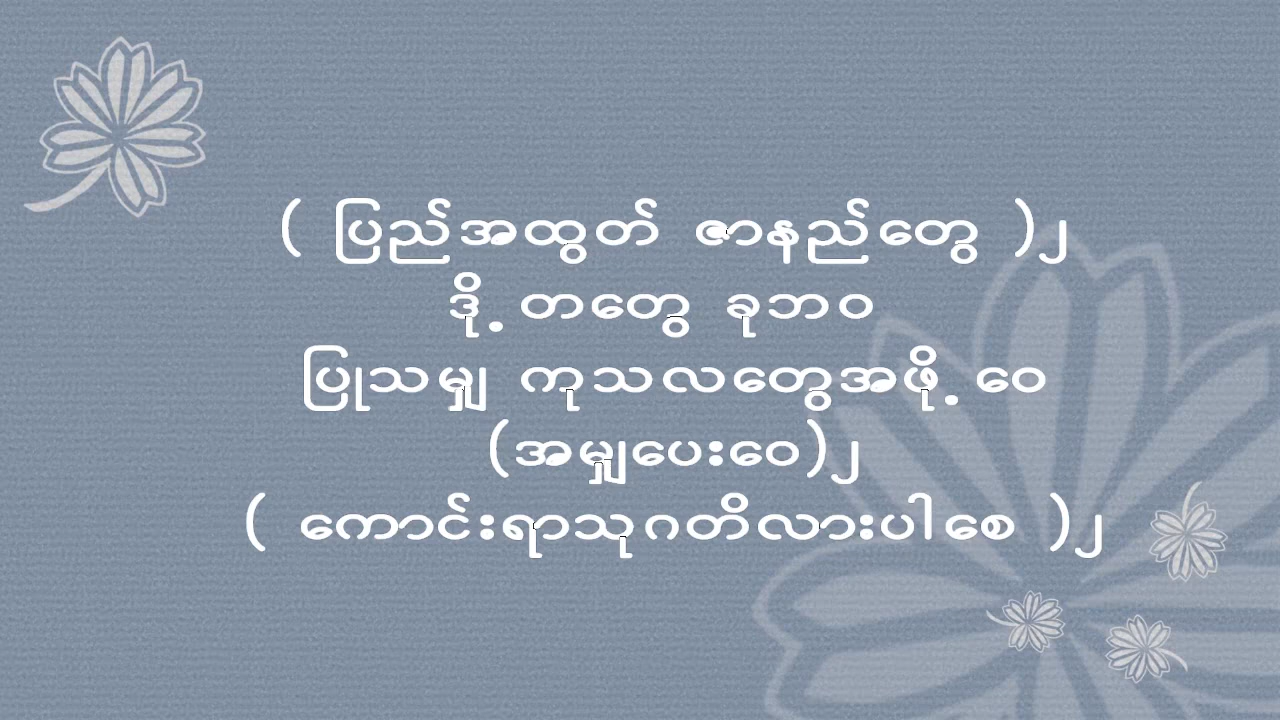 ( ပြည်အထွတ် ဇာနည်တွေ )၂
ဒို့တတွေ ခုဘဝ
ပြုသမျှ ကုသလတွေအဖို့ဝေ
(အမျှပေးဝေ)၂
( ကောင်းရာသုဂတိလားပါစေ )၂